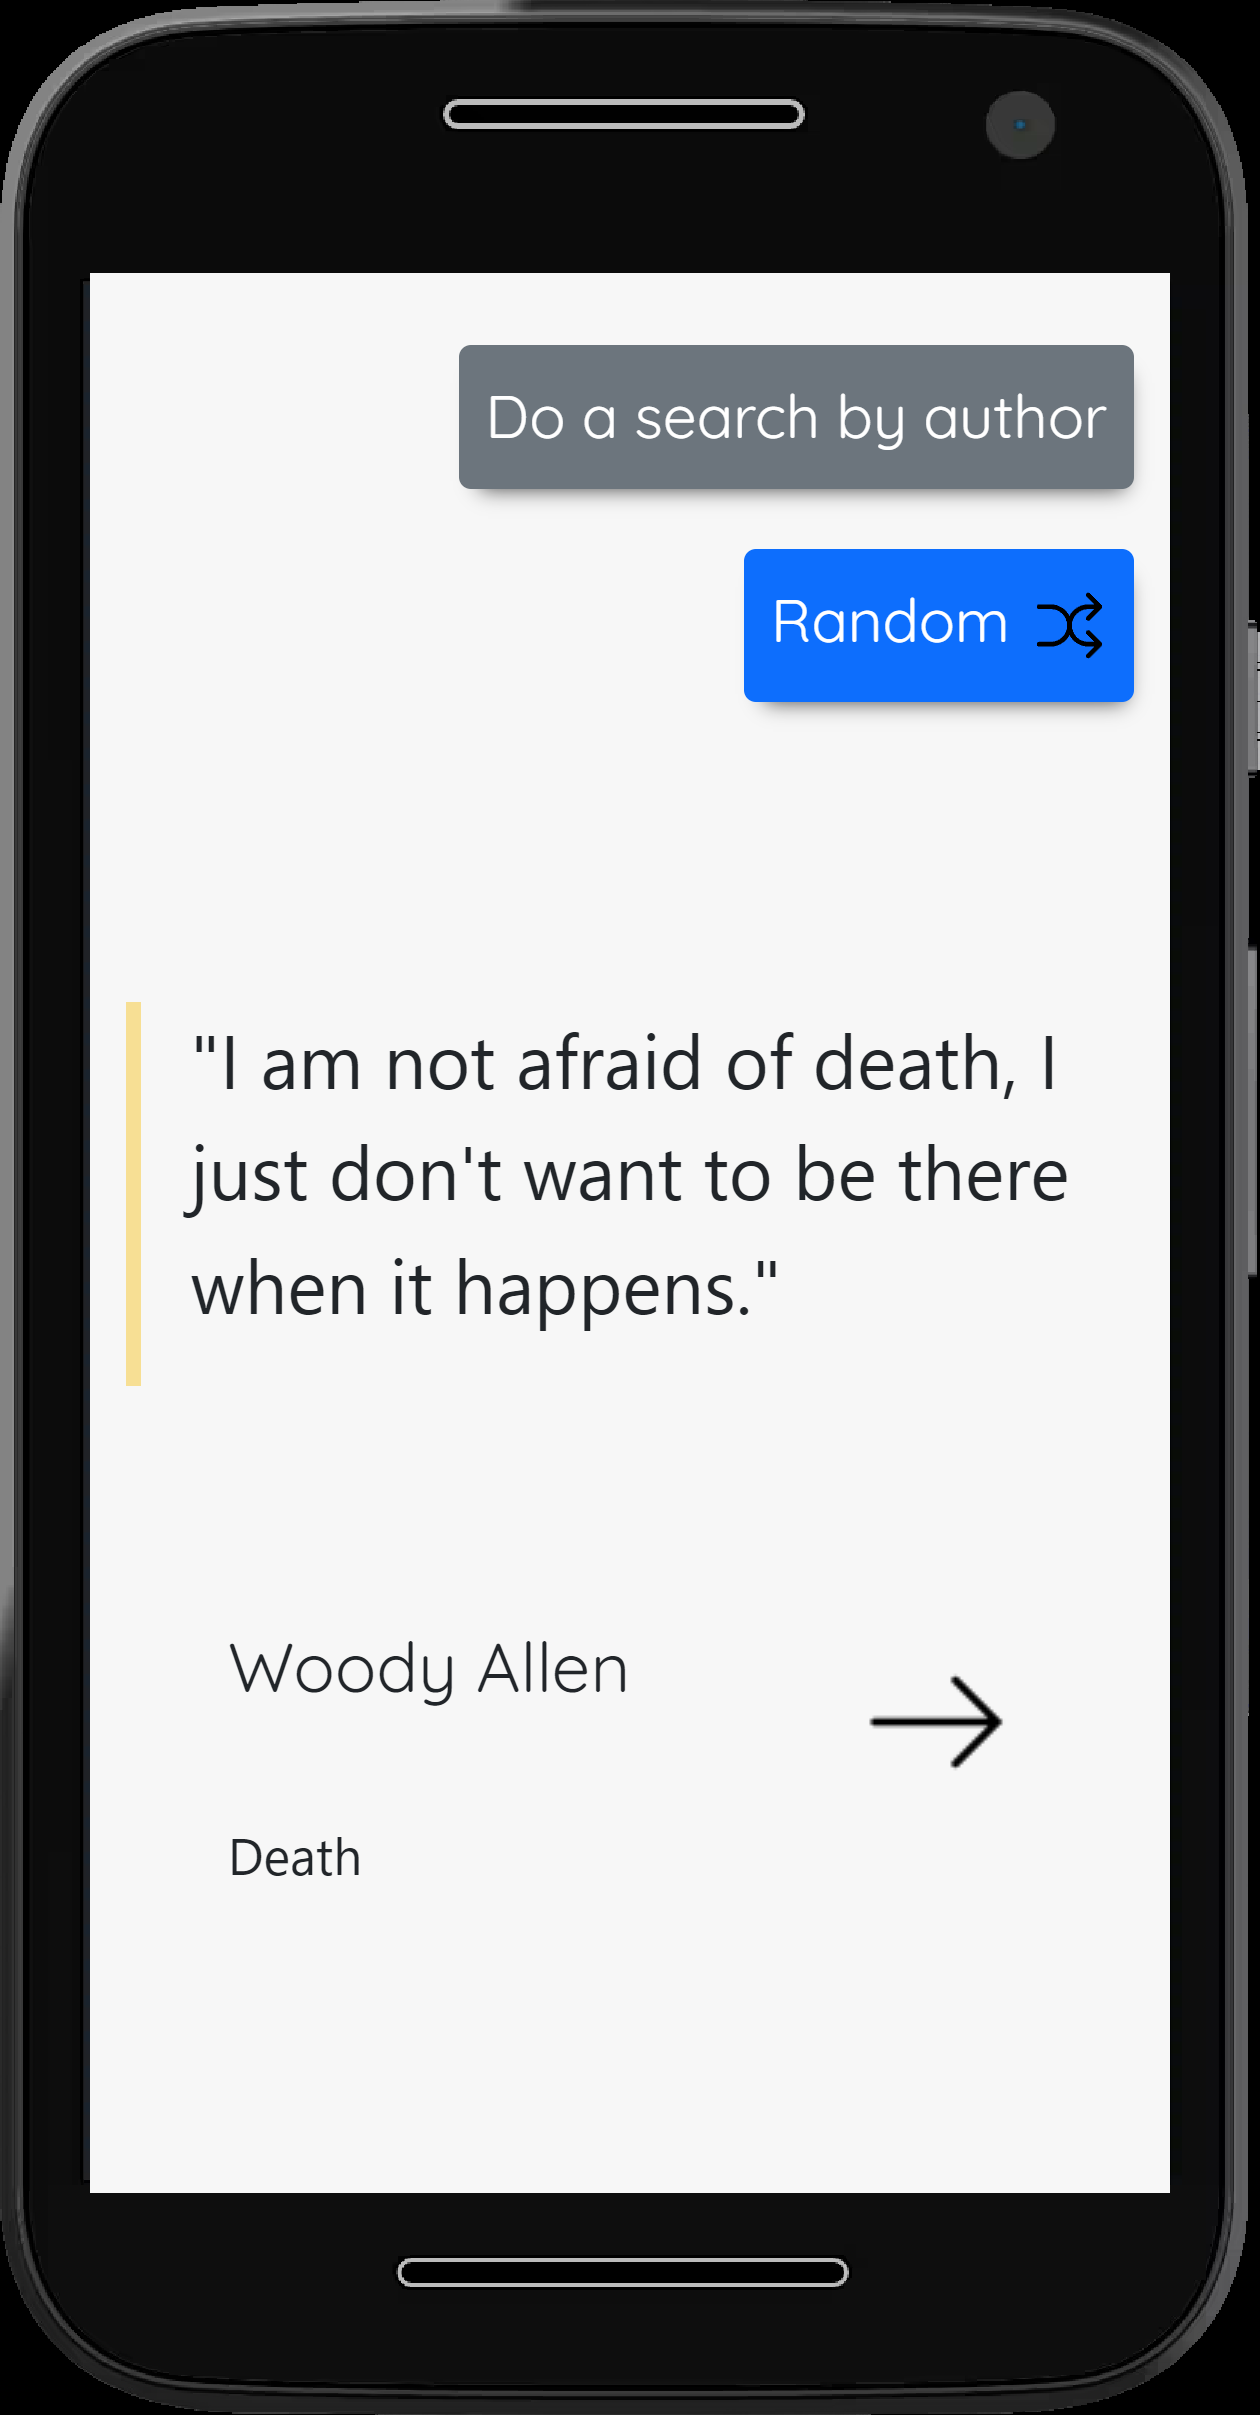 Do a search by author
Random
"I am not afraid of death, I
just don't want to be there
when it happens."
Woody Allen
Death